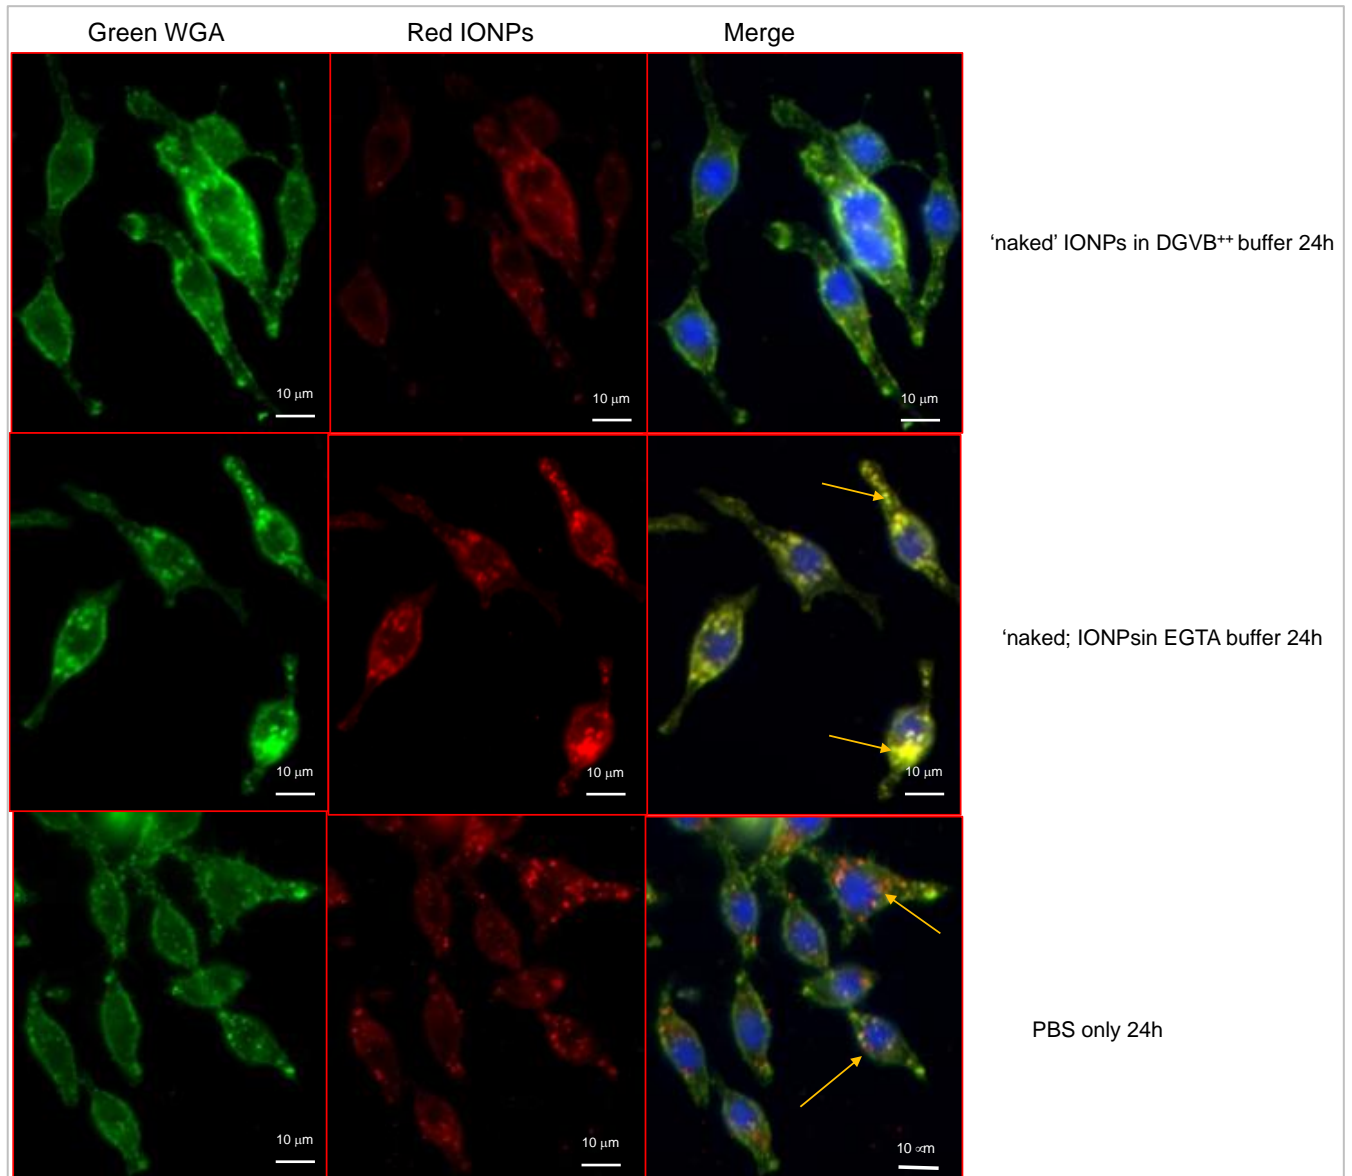 Green WGA
Red IONPs
Merge
10 μm
10 μm
10 μm
‘naked’ IONPs in DGVB⁺⁺ buffer 24h
10 μm
10 μm
10 μm
‘naked; IONPsin EGTA buffer 24h
10 μm
10 μm
10 ∝m
PBS only 24h